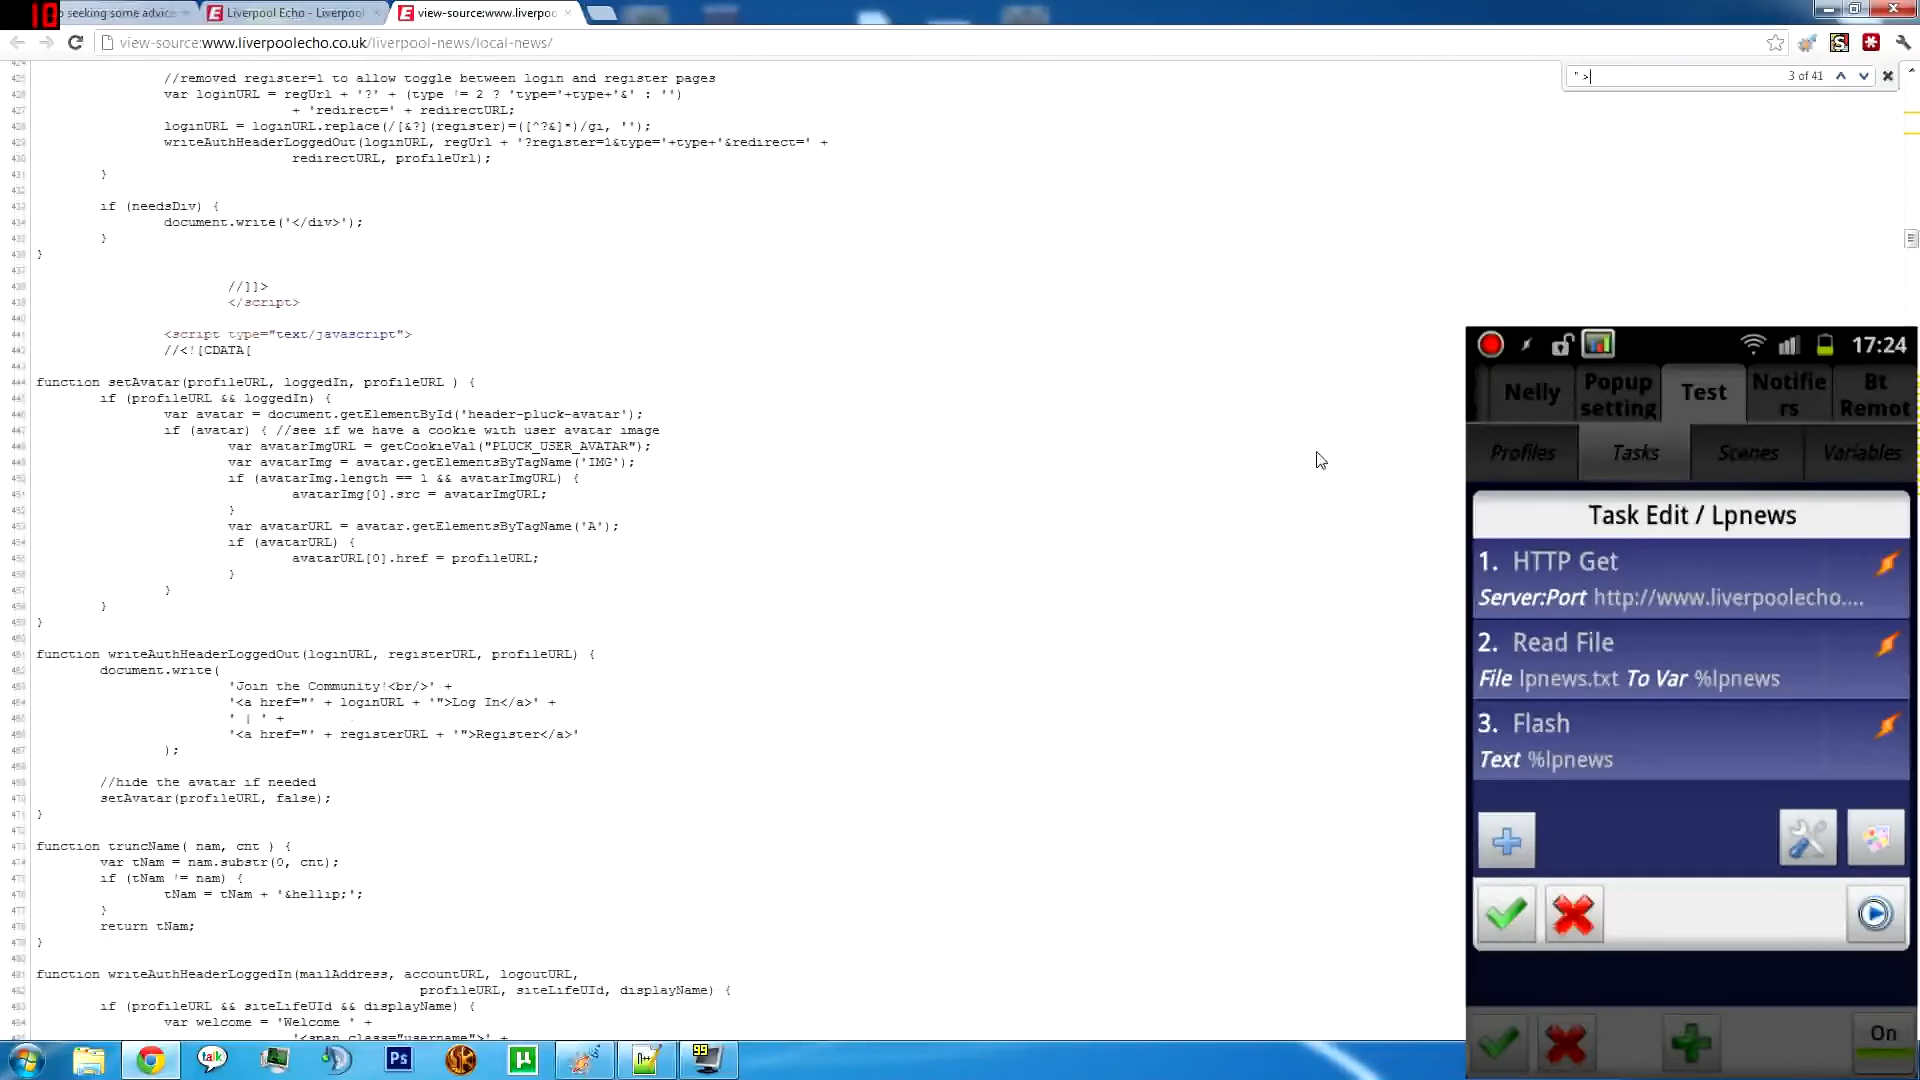 10
seeking some advice
Liverpool Echo - Liverpool
view-source:www.liverpoo
view-source:www.liverpoolecho.co.uk/liverpool-news/local-news/
" >
3 of 41
//removed register=1 to allow toggle between login and register pages
var loginURL = regUrl + '?' + (type != 2 ? 'type='+type+'&' : '')
+ 'redirect=' + redirectURL;
loginURL = loginURL.replace(/[&?](register)=([^?&]*)/gi, '');
writeAuthHeaderLoggedOut(loginURL, regUrl + '?register=1&type='+type+'&redirect=' +
redirectURL, profileUrl);
}
if (needsDiv) {
document.write('</div>');
}
}
//]]>
</script>
<script type="text/javascript">
//<![CDATA[
function setAvatar(profileURL, loggedIn, profileURL ) {
if (profileURL && loggedIn) {
var avatar = document.getElementById('header-pluck-avatar');
if (avatar) { //see if we have a cookie with user avatar image
var avatarImgURL = getCookieVal("PLUCK_USER_AVATAR");
var avatarImg = avatar.getElementsByTagName('IMG');
if (avatarImg.length == 1 && avatarImgURL) {
avatarImg[0].src = avatarImgURL;
}
var avatarURL = avatar.getElementsByTagName('A');
if (avatarURL) {
avatarURL[0].href = profileURL;
}
}
}
}
function writeAuthHeaderLoggedOut(loginURL, registerURL, profileURL) {
document.write(
'Join the Community!<br/>' +
'<a href="' + loginURL + '">Log In</a>' +
' | ' +
'<a href="' + registerURL + '">Register</a>'
);
//hide the avatar if needed
setAvatar(profileURL, false);
}
function truncName( nam, cnt ) {
var tNam = nam.substr(0, cnt);
if (tNam != nam) {
tNam = tNam + '&hellip;';
}
return tNam;
}
function writeAuthHeaderLoggedIn(mailAddress, accountURL, logoutURL,
profileURL, siteLifeUId, displayName) {
if (profileURL && siteLifeUId && displayName) {
var welcome = 'Welcome ' +
'<span class="username">' +
17:24
Nelly
Popup setting
Test
Notifie rs
Bt Remot
Profiles
Tasks
Scenes
Variables
Task Edit / Lpnews
1. HTTP Get
Server:Port http://www.liverpoolecho....
2. Read File
File lpnews.txt To Var %lpnews
3. Flash
Text %lpnews
On
talk
Ps
99